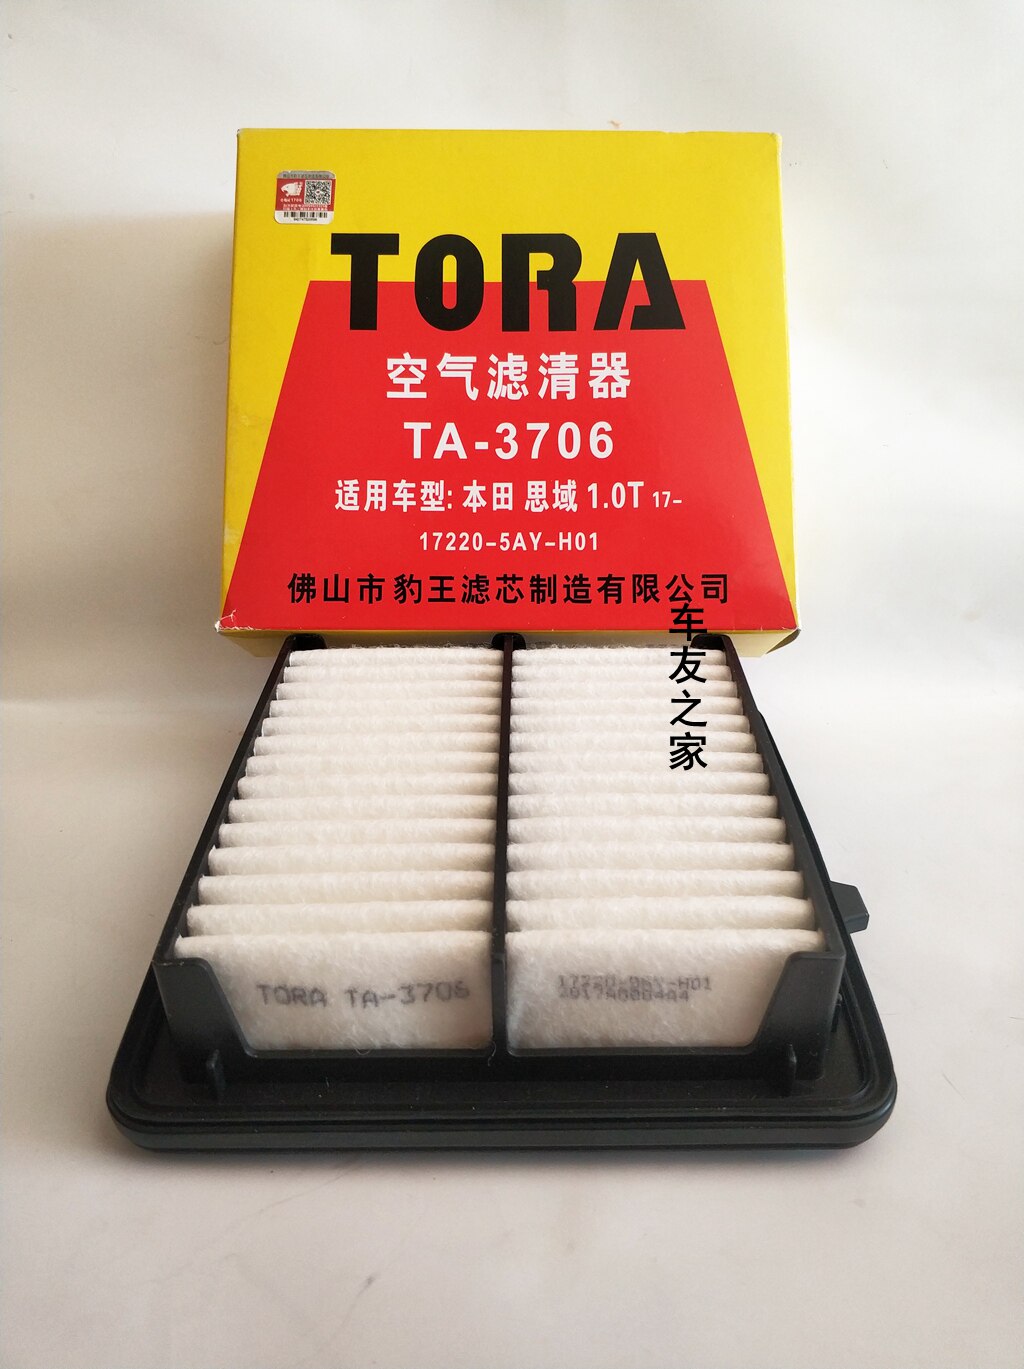 TORA
空气滤清器
TA-3706
适用车型: 本田 思域 1.0T 17-
17220-5AY-H01
佛山市豹王滤芯制造有限公司
车友之家
TORA TA-3706